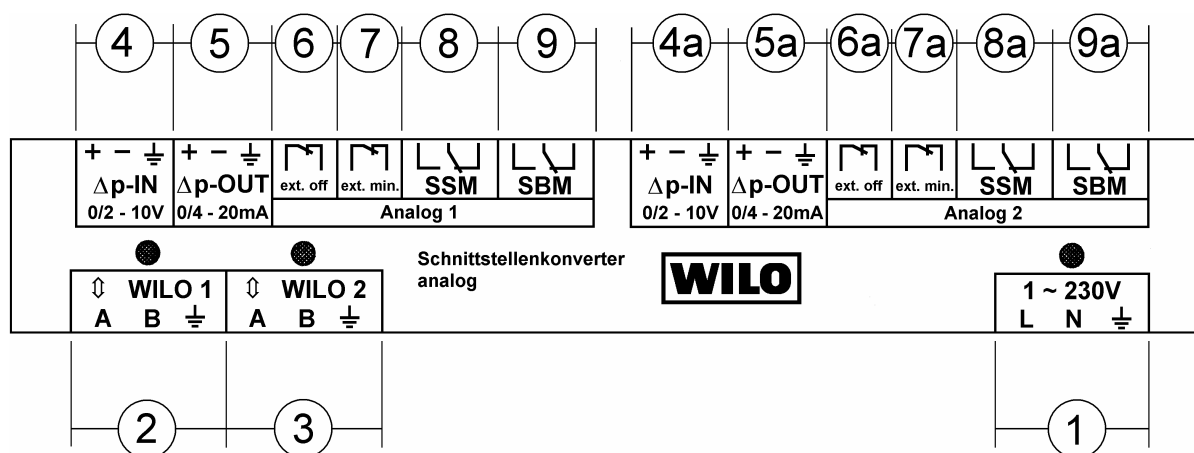 4 5 6 7 8 9 4a 5a 6a 7a 8a 9a
+ − + − + − + −
Δp-IN Δp-OUT ext. off ext. min. SSM SBM Δp-IN Δp-OUT ext. off ext. min. SSM SBM
0/2 - 10V 0/4 - 20mA Analog 1 0/2 - 10V 0/4 - 20mA Analog 2
Schnittstellenkonverter
analog
WILO
⇳ WILO 1 ⇳ WILO 2 1 ~ 230V
A B A B L N
2 3 1